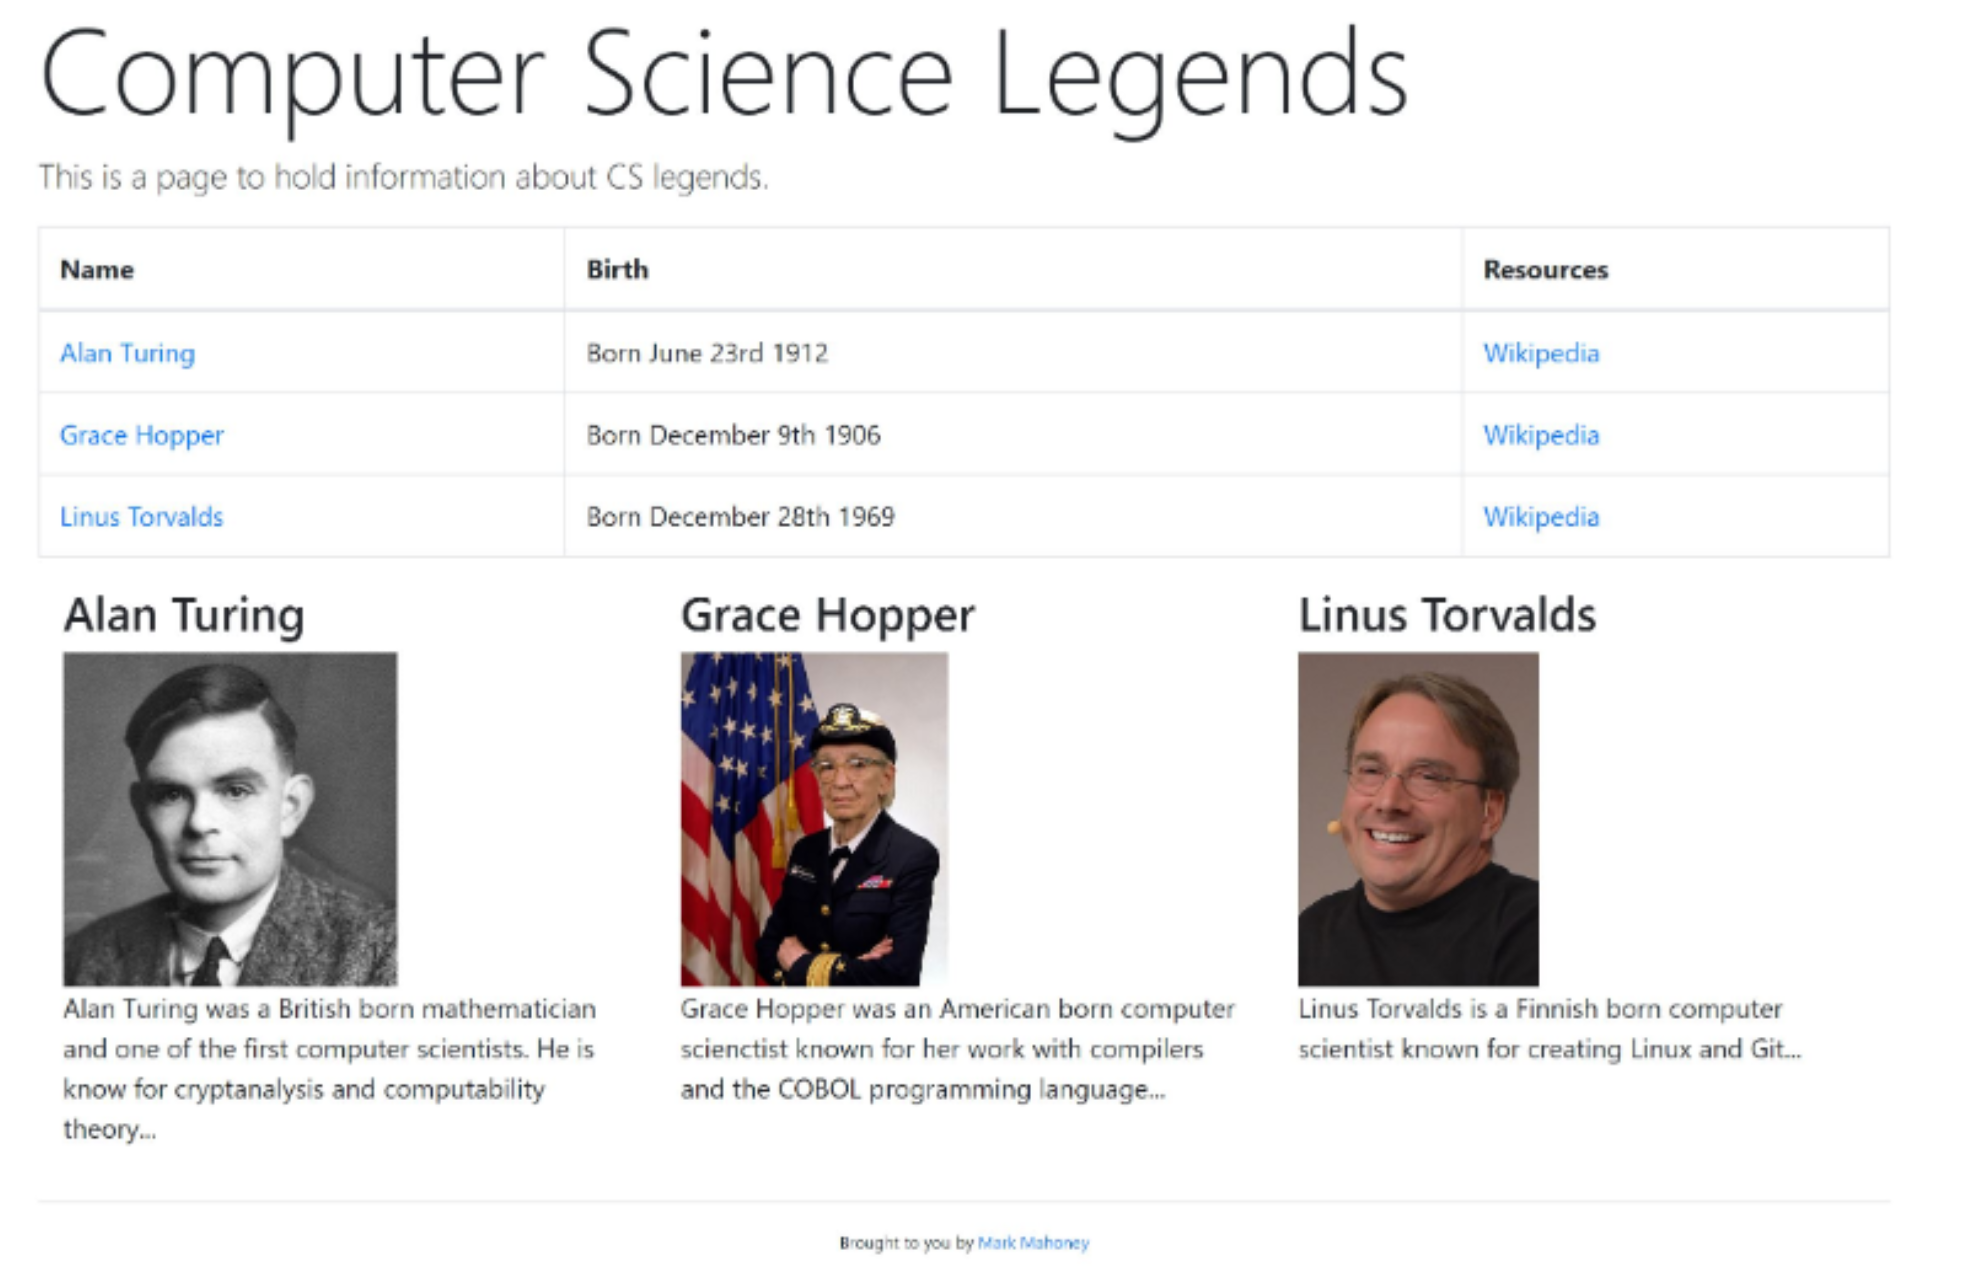 Computer Science Legends
This is a page to hold information about CS legends.
Name Birth Resources
Alan Turing Born June 23rd 1912 Wikipedia
Grace Hopper Born December 9th 1906 Wikipedia
Linus Torvalds Born December 28th 1969 Wikipedia
Alan Turing
Alan Turing was a British born mathematician
and one of the first computer scientists. He is
know for cryptanalysis and computability
theory...
Grace Hopper
Grace Hopper was an American born computer
scienctist known for her work with compilers
and the COBOL programming language...
Linus Torvalds
Linus Torvalds is a Finnish born computer
scientist known for creating Linux and Git...
Brought to you by Mark Mahoney